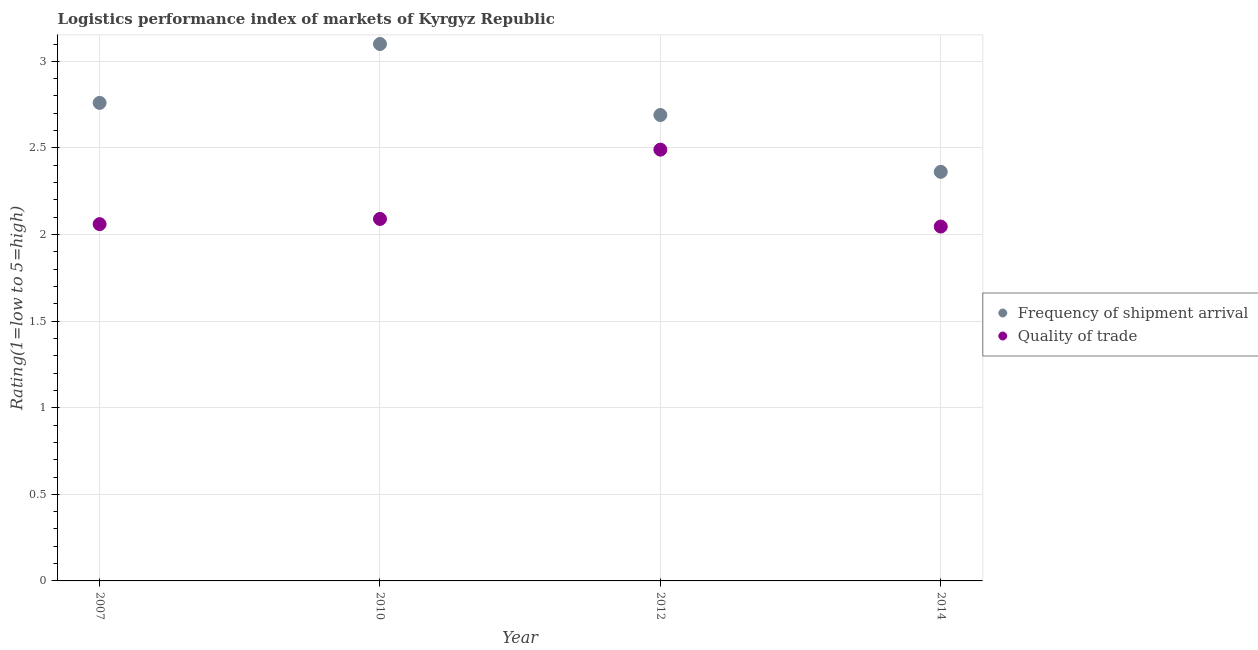 Logistics performance index of markets of Kyrgyz Republic
3
2.5
2
1.5
1
0.5
0
Rating(1=low to 5=high)
2007
2010
2012
2014
Year
Frequency of shipment arrival
Quality of trade